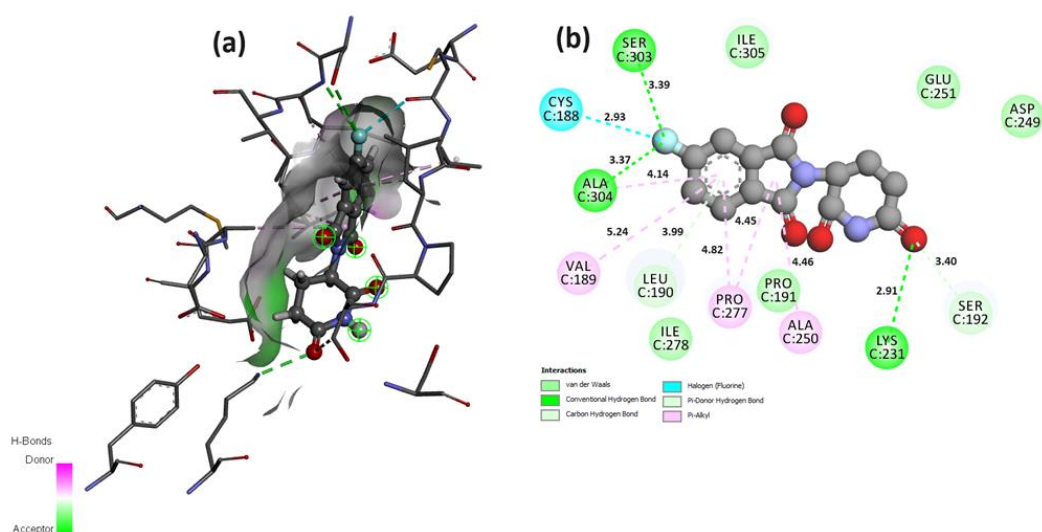 (a)
H-Bonds
Donor
Acceptor
(b)
SER
C:303
ILE
C:305
GLU
C:251
ASP
C:249
CYS
C:188
3.39
2.93
3.37
4.14
ALA
C:304
5.24
3.99
4.45
4.82
4.46
VAL
C:189
LEU
C:190
PRO
C:277
PRO
C:191
ALA
C:250
ILE
C:278
2.91
3.40
LYS
C:231
SER
C:192
Interactions
van der Waals
Conventional Hydrogen Bond
Carbon Hydrogen Bond
Halogen (Fluorine)
Pi-Donor Hydrogen Bond
Pi-Alkyl